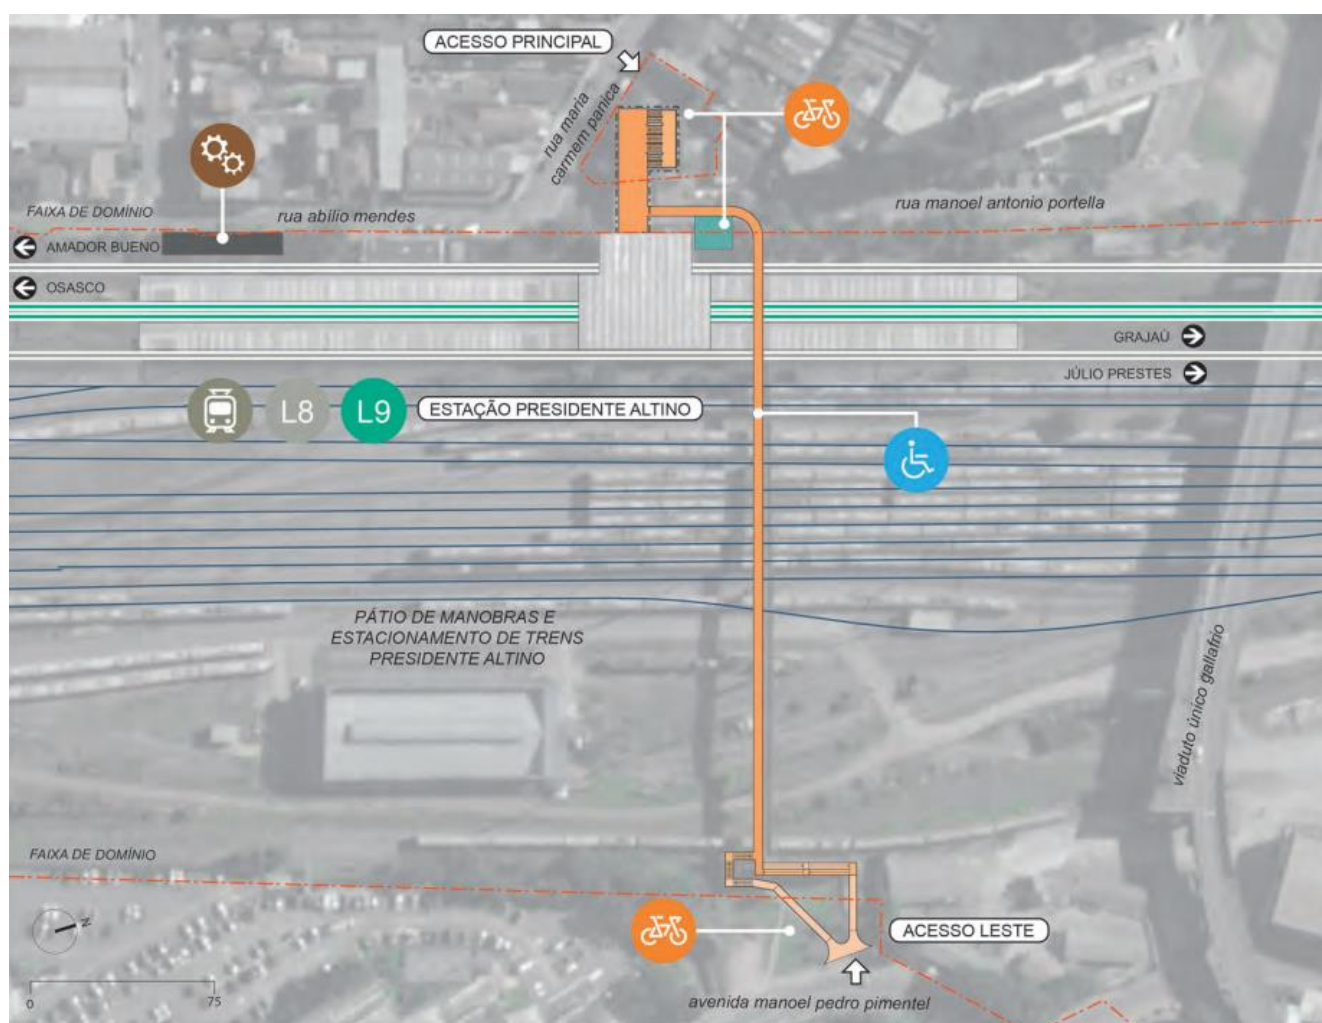 ACESSO PRINCIPAL
rua maria
carmem panica
FAIXA DE DOMÍNIO
rua abilio mendes
rua manoel antonio portella
AMADOR BUENO
OSASCO
GRAJAÚ
JÚLIO PRESTES
L8
L9
ESTAÇÃO PRESIDENTE ALTINO
PÁTIO DE MANOBRAS E
ESTACIONAMENTO DE TRENS
PRESIDENTE ALTINO
viaduto único gallafrio
FAIXA DE DOMÍNIO
N
ACESSO LESTE
0
75
avenida manoel pedro pimentel